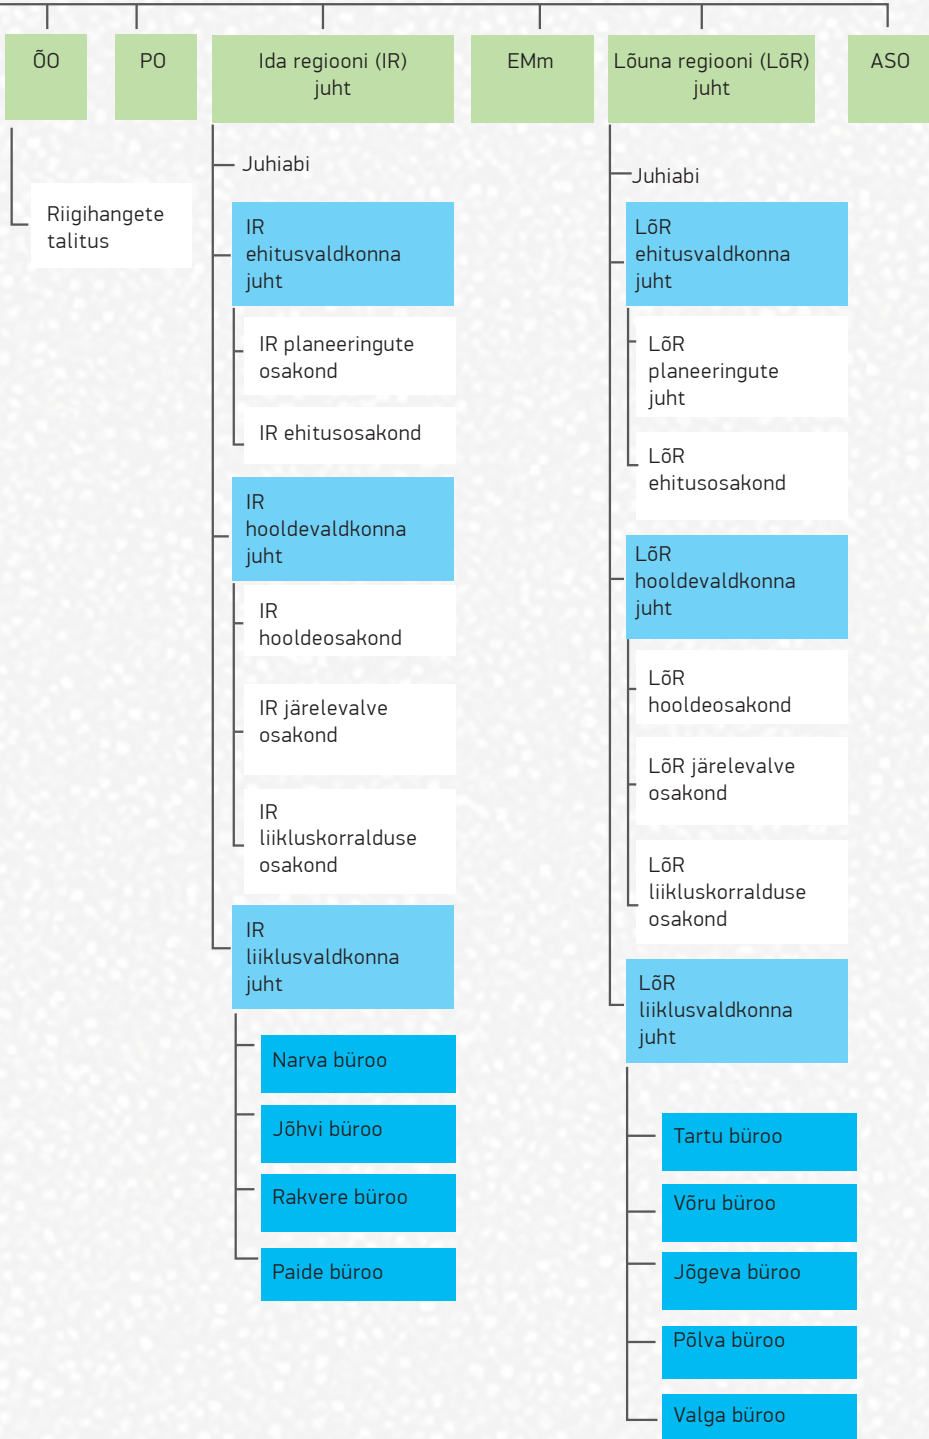 ÕO
Riigihangete
talitus
PO
Ida regiooni (IR)
juht
Juhiabi
IR
ehitusvaldkonna
juht
IR planeeringute
osakond
IR ehitusosakond
IR
hooldevaldkonna
juht
IR
hooldeosakond
IR järelevalve
osakond
IR
liikluskorralduse
osakond
IR
liiklusvaldkonna
juht
Narva büroo
Jõhvi büroo
Rakvere büroo
Paide büroo
EMm
Lõuna regiooni (LõR)
juht
Juhiabi
LõR
ehitusvaldkonna
juht
LõR
planeeringute
juht
LõR
ehitusosakond
LõR
hooldevaldkonna
juht
LõR
hooldeosakond
LõR järelevalve
osakond
LõR
liikluskorralduse
osakond
LõR
liiklusvaldkonna
juht
Tartu büroo
Võru büroo
Jõgeva büroo
Põlva büroo
Valga büroo
ASO